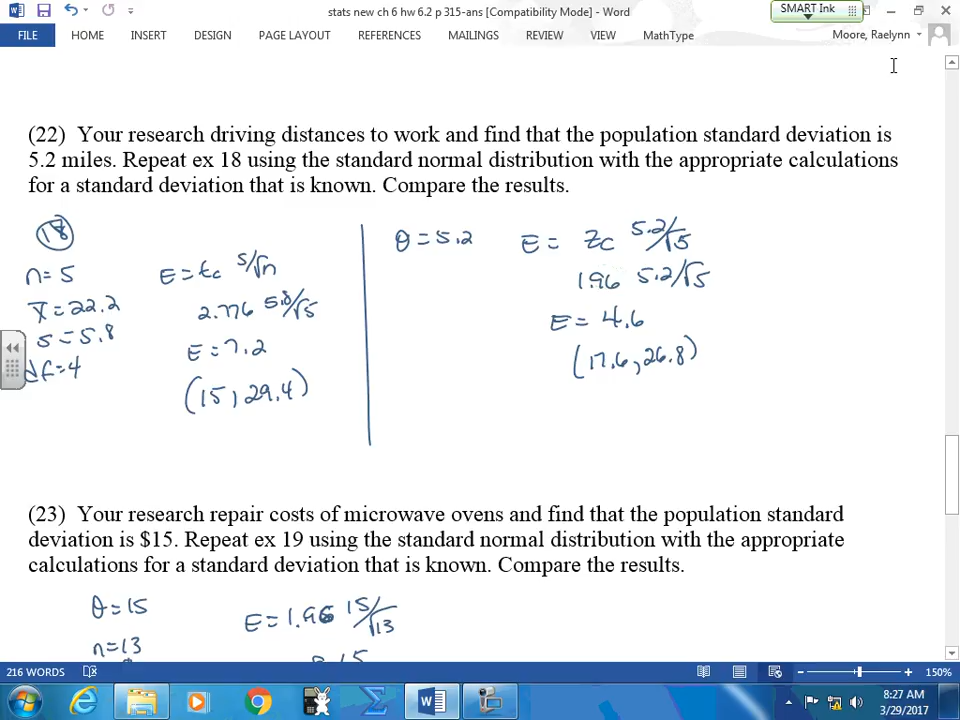 stats new ch 6 hw 6.2 p 315-ans [Compatibility Mode] - Word
SMART Ink
FILE HOME INSERT DESIGN PAGE LAYOUT REFERENCES MAILINGS REVIEW VIEW MathType
Moore, Raelynn
(22) Your research driving distances to work and find that the population standard deviation is
5.2 miles. Repeat ex 18 using the standard normal distribution with the appropriate calculations
for a standard deviation that is known. Compare the results.
18
n=5
x̄=22.2
s=5.8
df=4
E=tc s/√n
2.776 5.8/√5
E=7.2
(15, 29.4)
θ=5.2
E= Zc 5.2/√5
1.96 5.2/√5
E= 4.6
(17.6, 26.8)
(23) Your research repair costs of microwave ovens and find that the population standard
deviation is $15. Repeat ex 19 using the standard normal distribution with the appropriate
calculations for a standard deviation that is known. Compare the results.
θ=15
n=13
E=1.96 15/√13
8.15
216 WORDS
150%
8:27 AM
3/29/2017